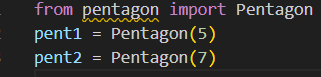 from pentagon import Pentagon
pent1 = Pentagon(5)
pent2 = Pentagon(7)